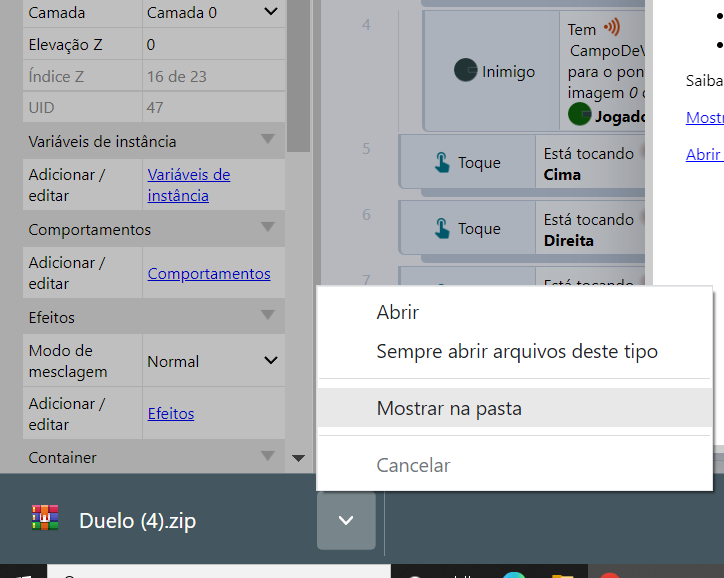 Camada
Camada 0
Elevação Z
0
Índice Z
16 de 23
UID
47
Variáveis de instância
Adicionar /
editar
Variáveis de
instância
Comportamentos
Adicionar /
editar
Comportamentos
Efeitos
Modo de
mesclagem
Normal
Adicionar /
editar
Efeitos
Container
4
Inimigo
Tem
CampoDeV
para o pon
imagem 0
Jogado
5
Toque
Está tocando
Cima
6
Toque
Está tocando
Direita
7
Está tocando
Saiba
Mostr
Abrir
Abrir
Sempre abrir arquivos deste tipo
Mostrar na pasta
Cancelar
Duelo (4).zip